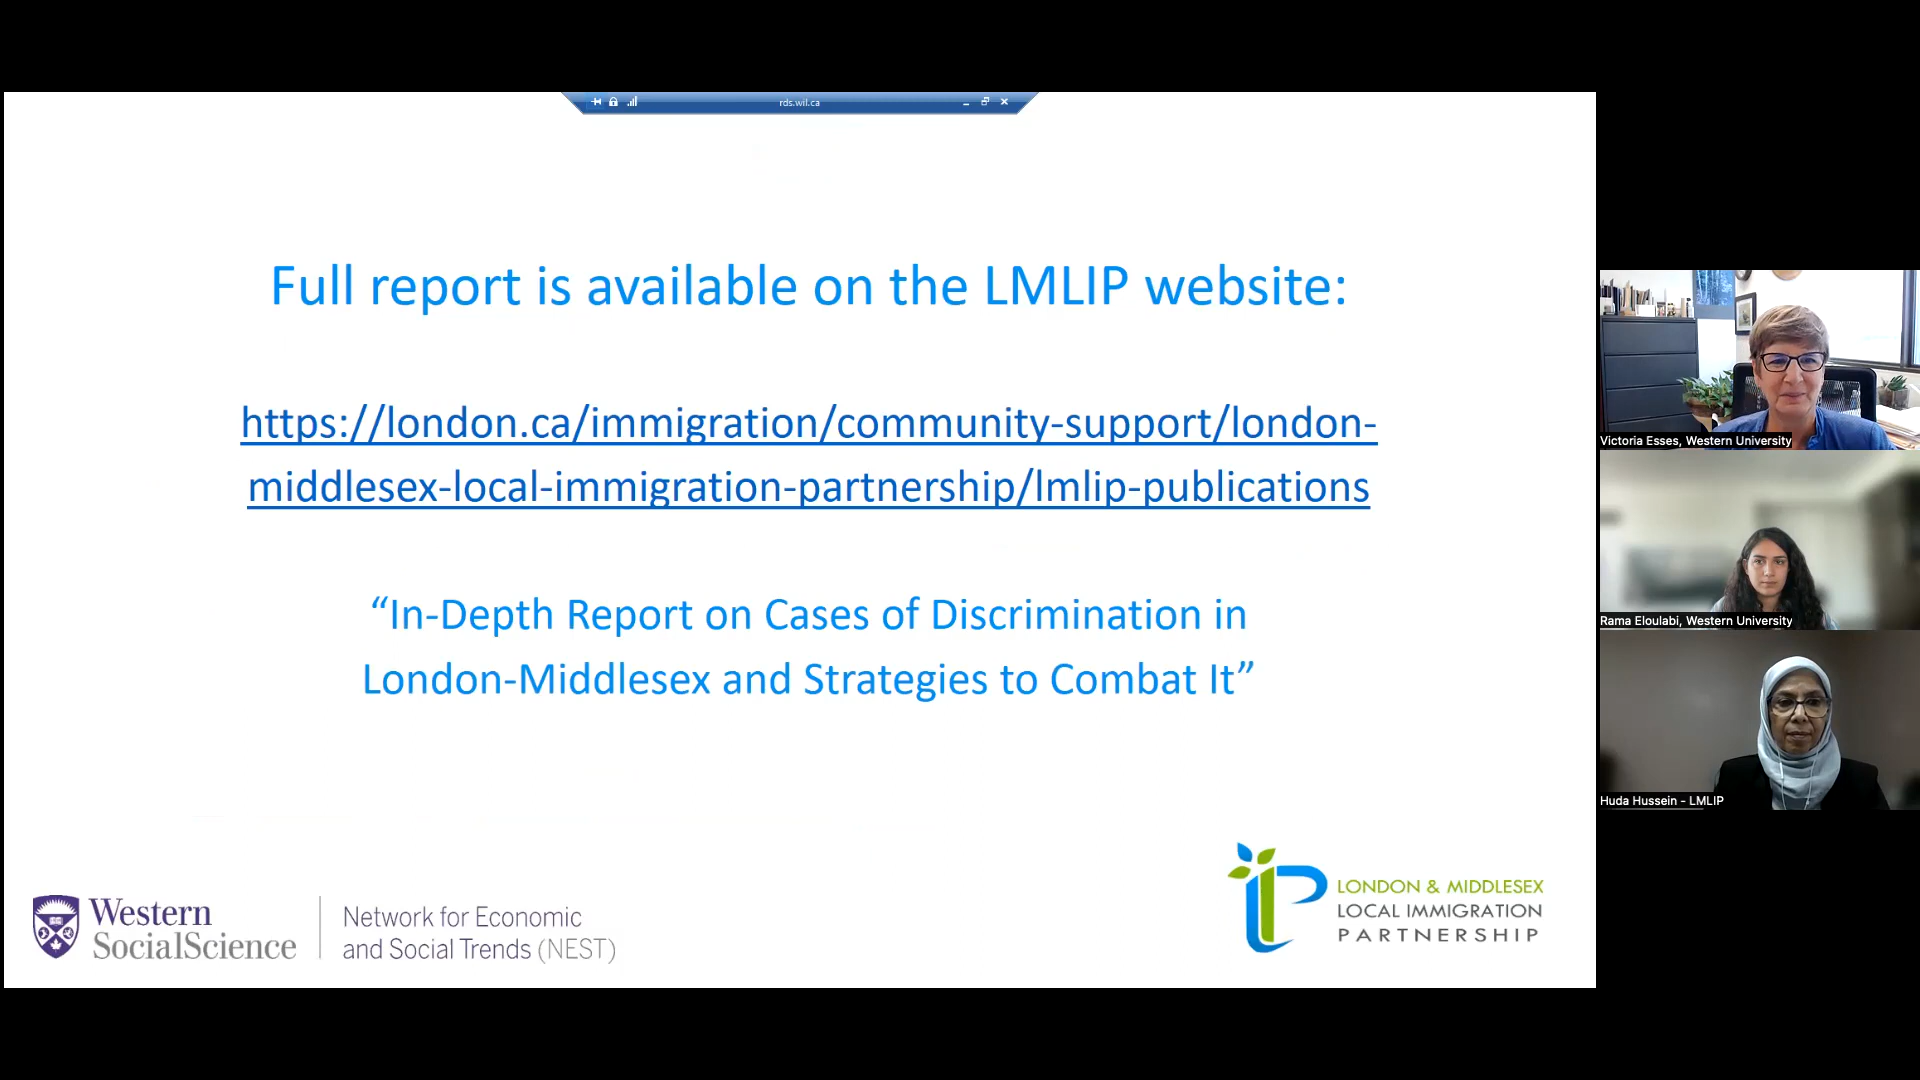 rds.wil.ca
Full report is available on the LMLIP website:
https://london.ca/immigration/community-support/london-
middlesex-local-immigration-partnership/lmlip-publications
“In-Depth Report on Cases of Discrimination in
London-Middlesex and Strategies to Combat It”
Western
SocialScience
Network for Economic
and Social Trends (NEST)
LONDON & MIDDLESEX
LOCAL IMMIGRATION
PARTNERSHIP
Victoria Esses, Western University
Rama Eloulabi, Western University
Huda Hussein - LMLIP